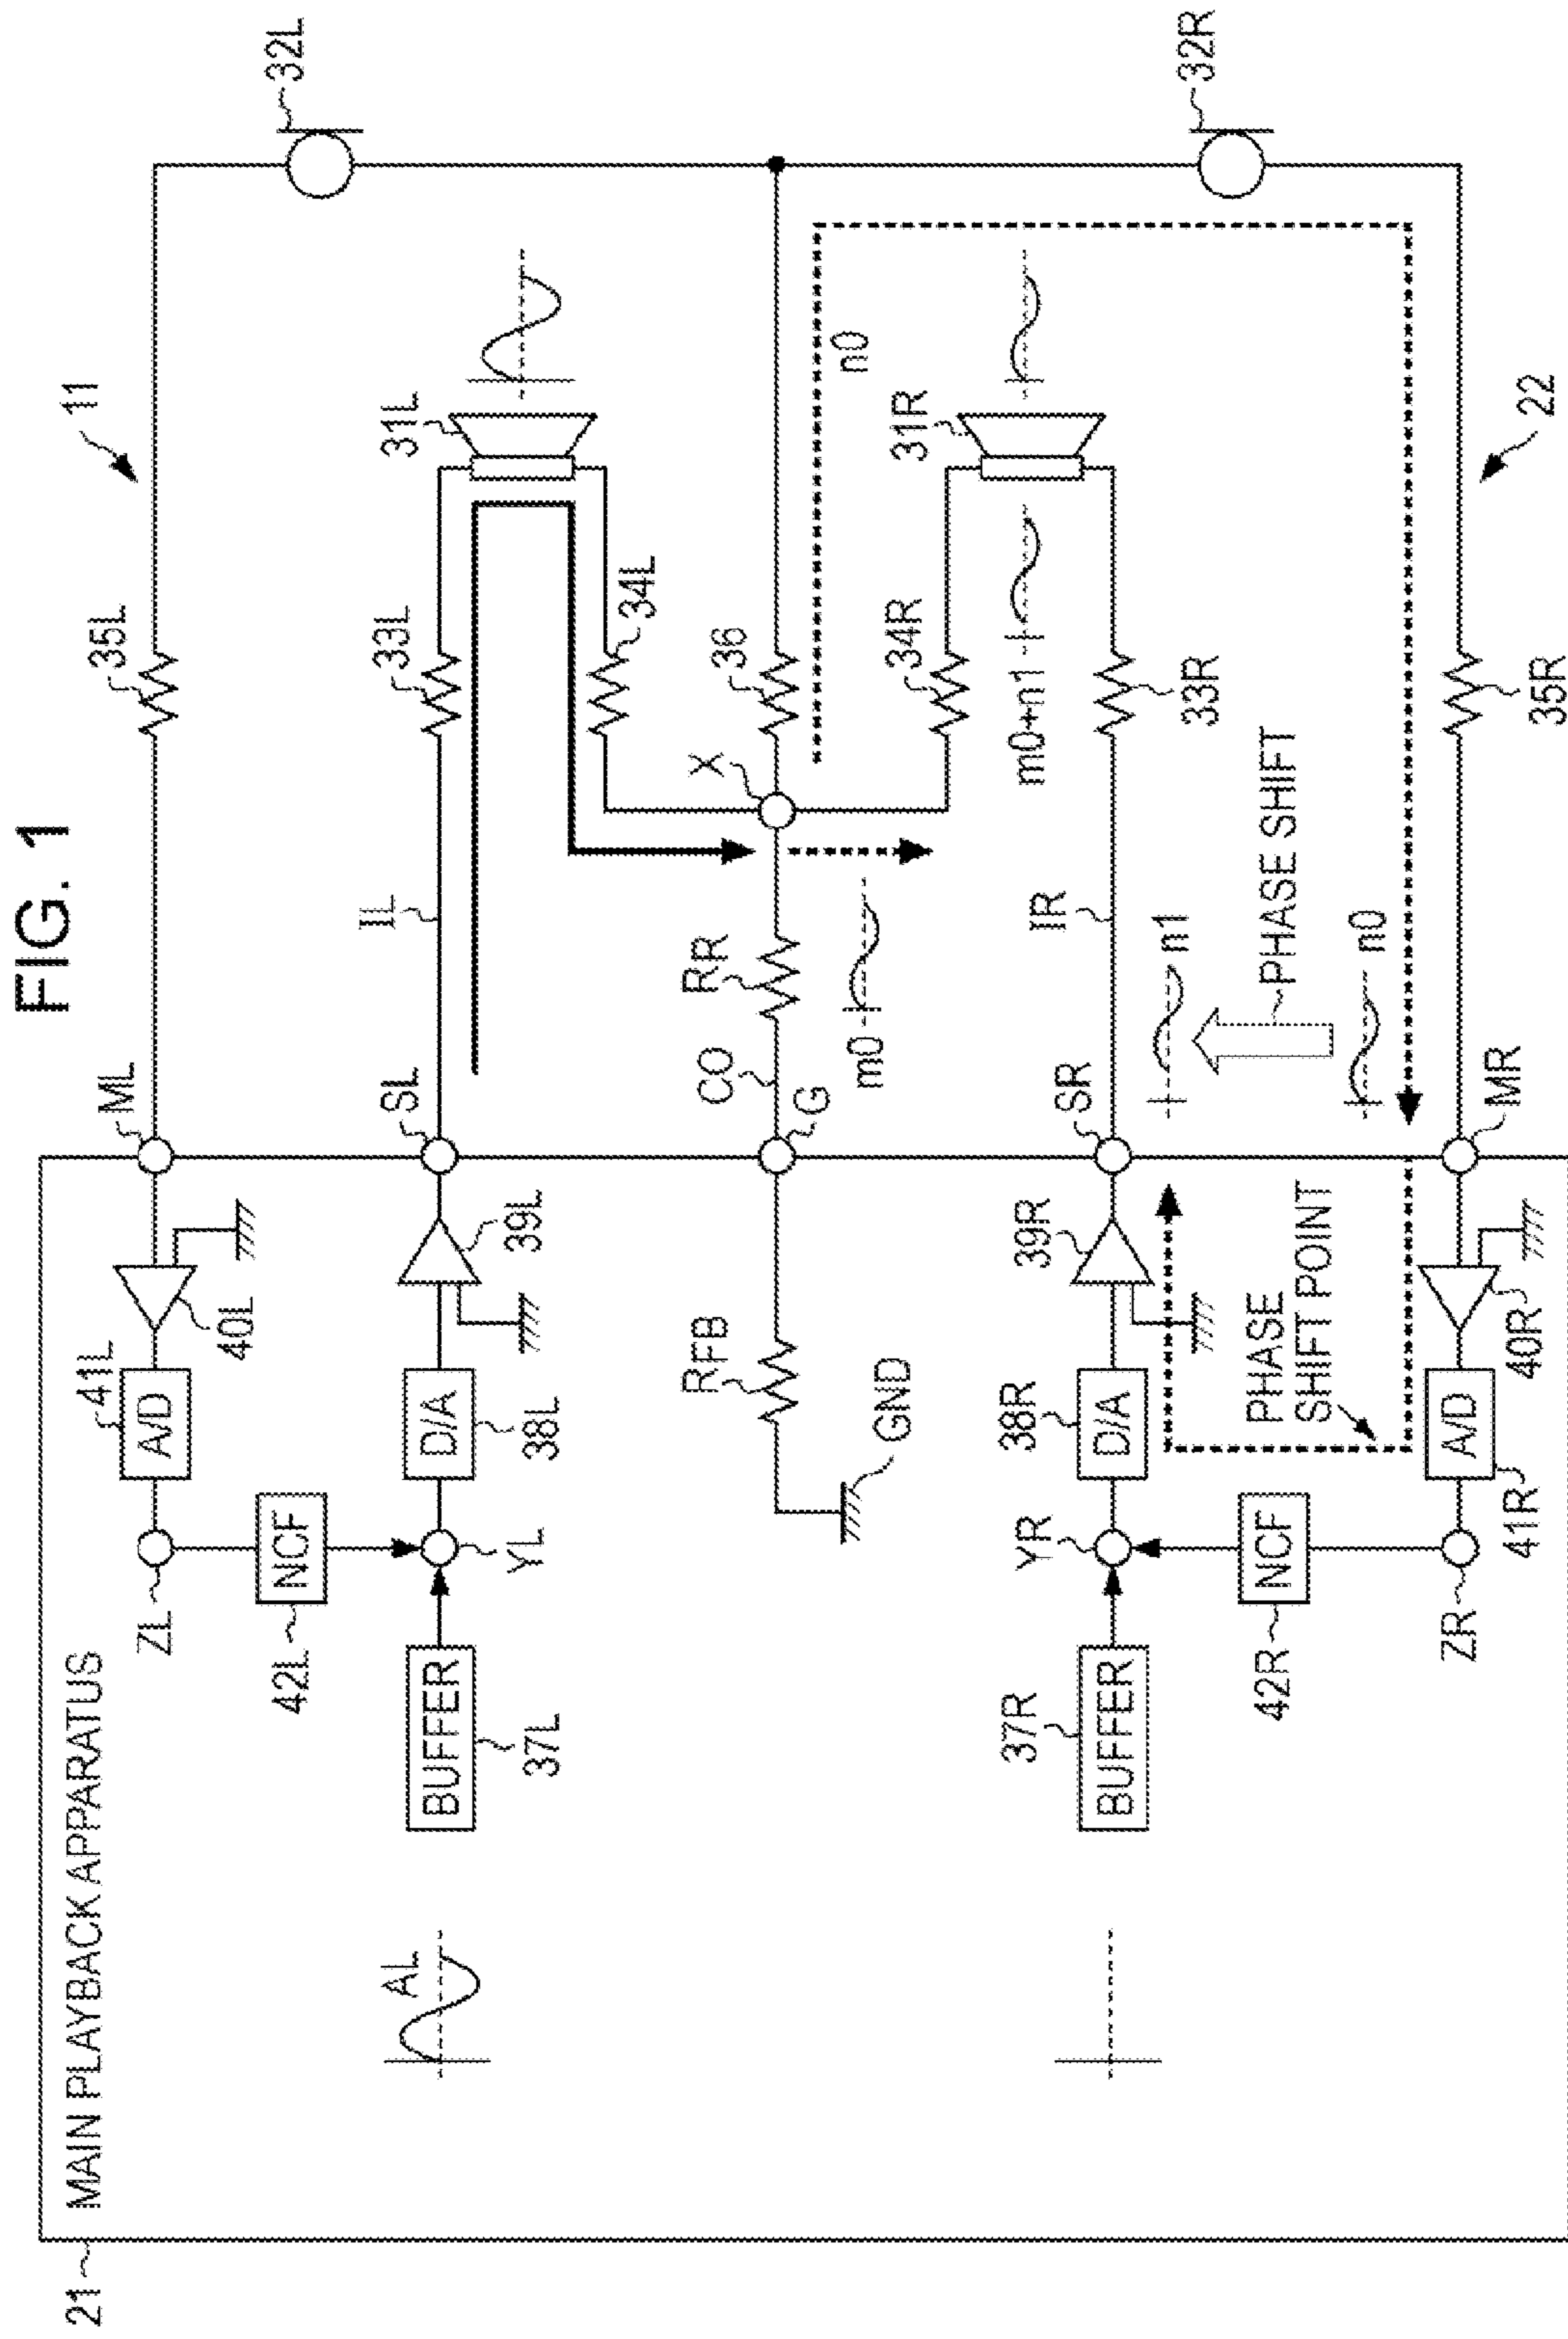 FIG. 1
21
MAIN PLAYBACK APPARATUS
11
22
ML
35L
32L
40L
41L
A/D
ZL
NCF
42L
AL
BUFFER
37L
YL
D/A
38L
39L
SL
IL
33L
31L
34L
X
RFB
GND
G
CO
RR
36
m0
n0
34R
31R
m0+n1
BUFFER
37R
YR
D/A
38R
39R
SR
IR
33R
n1
PHASE SHIFT
n0
PHASE
SHIFT POINT
NCF
42R
ZR
A/D
41R
40R
MR
35R
32R